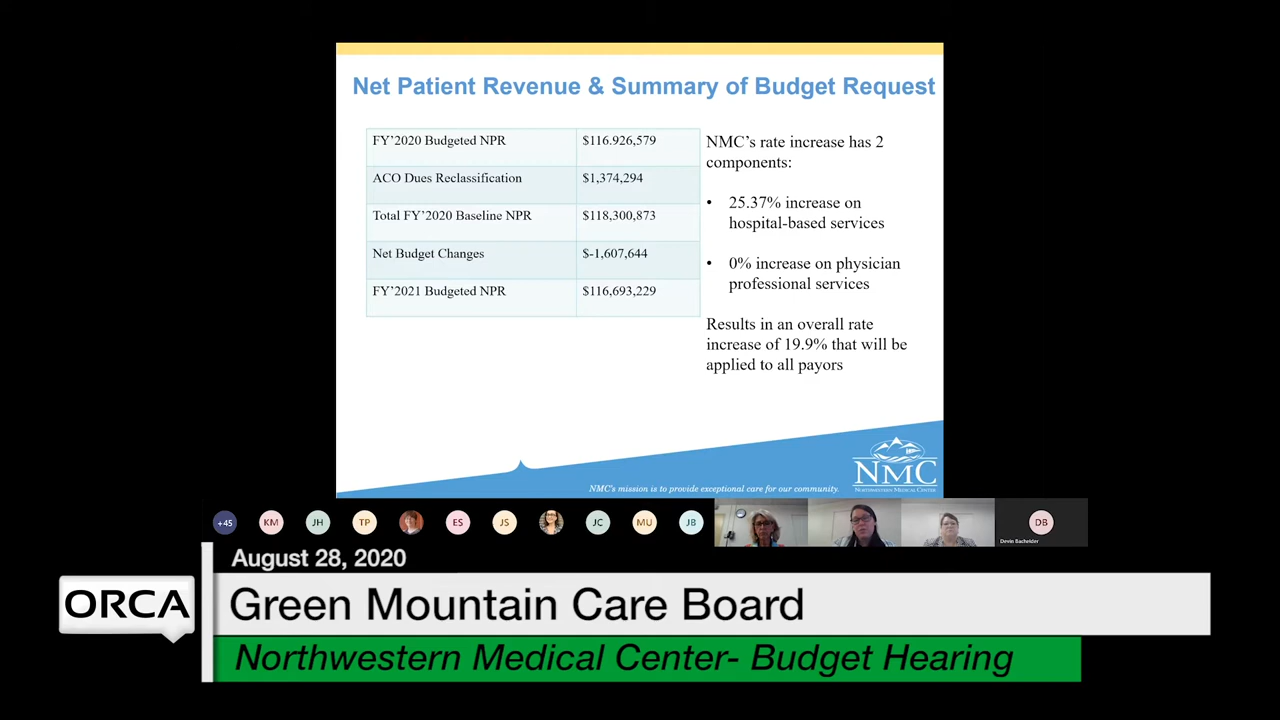 Net Patient Revenue & Summary of Budget Request
FY'2020 Budgeted NPR $116.926,579
ACO Dues Reclassification $1,374,294
Total FY'2020 Baseline NPR $118,300,873
Net Budget Changes $-1,607,644
FY'2021 Budgeted NPR $116,693,229
NMC's rate increase has 2
components:
• 25.37% increase on
hospital-based services
• 0% increase on physician
professional services
Results in an overall rate
increase of 19.9% that will be
applied to all payors
NMC's mission is to provide exceptional care for our community.
NMC
NORTHWESTERN MEDICAL CENTER
+45 KM JH TP ES JS JC MU JB DB
Devin Bachelder
August 28, 2020
ORCA
Green Mountain Care Board
Northwestern Medical Center- Budget Hearing